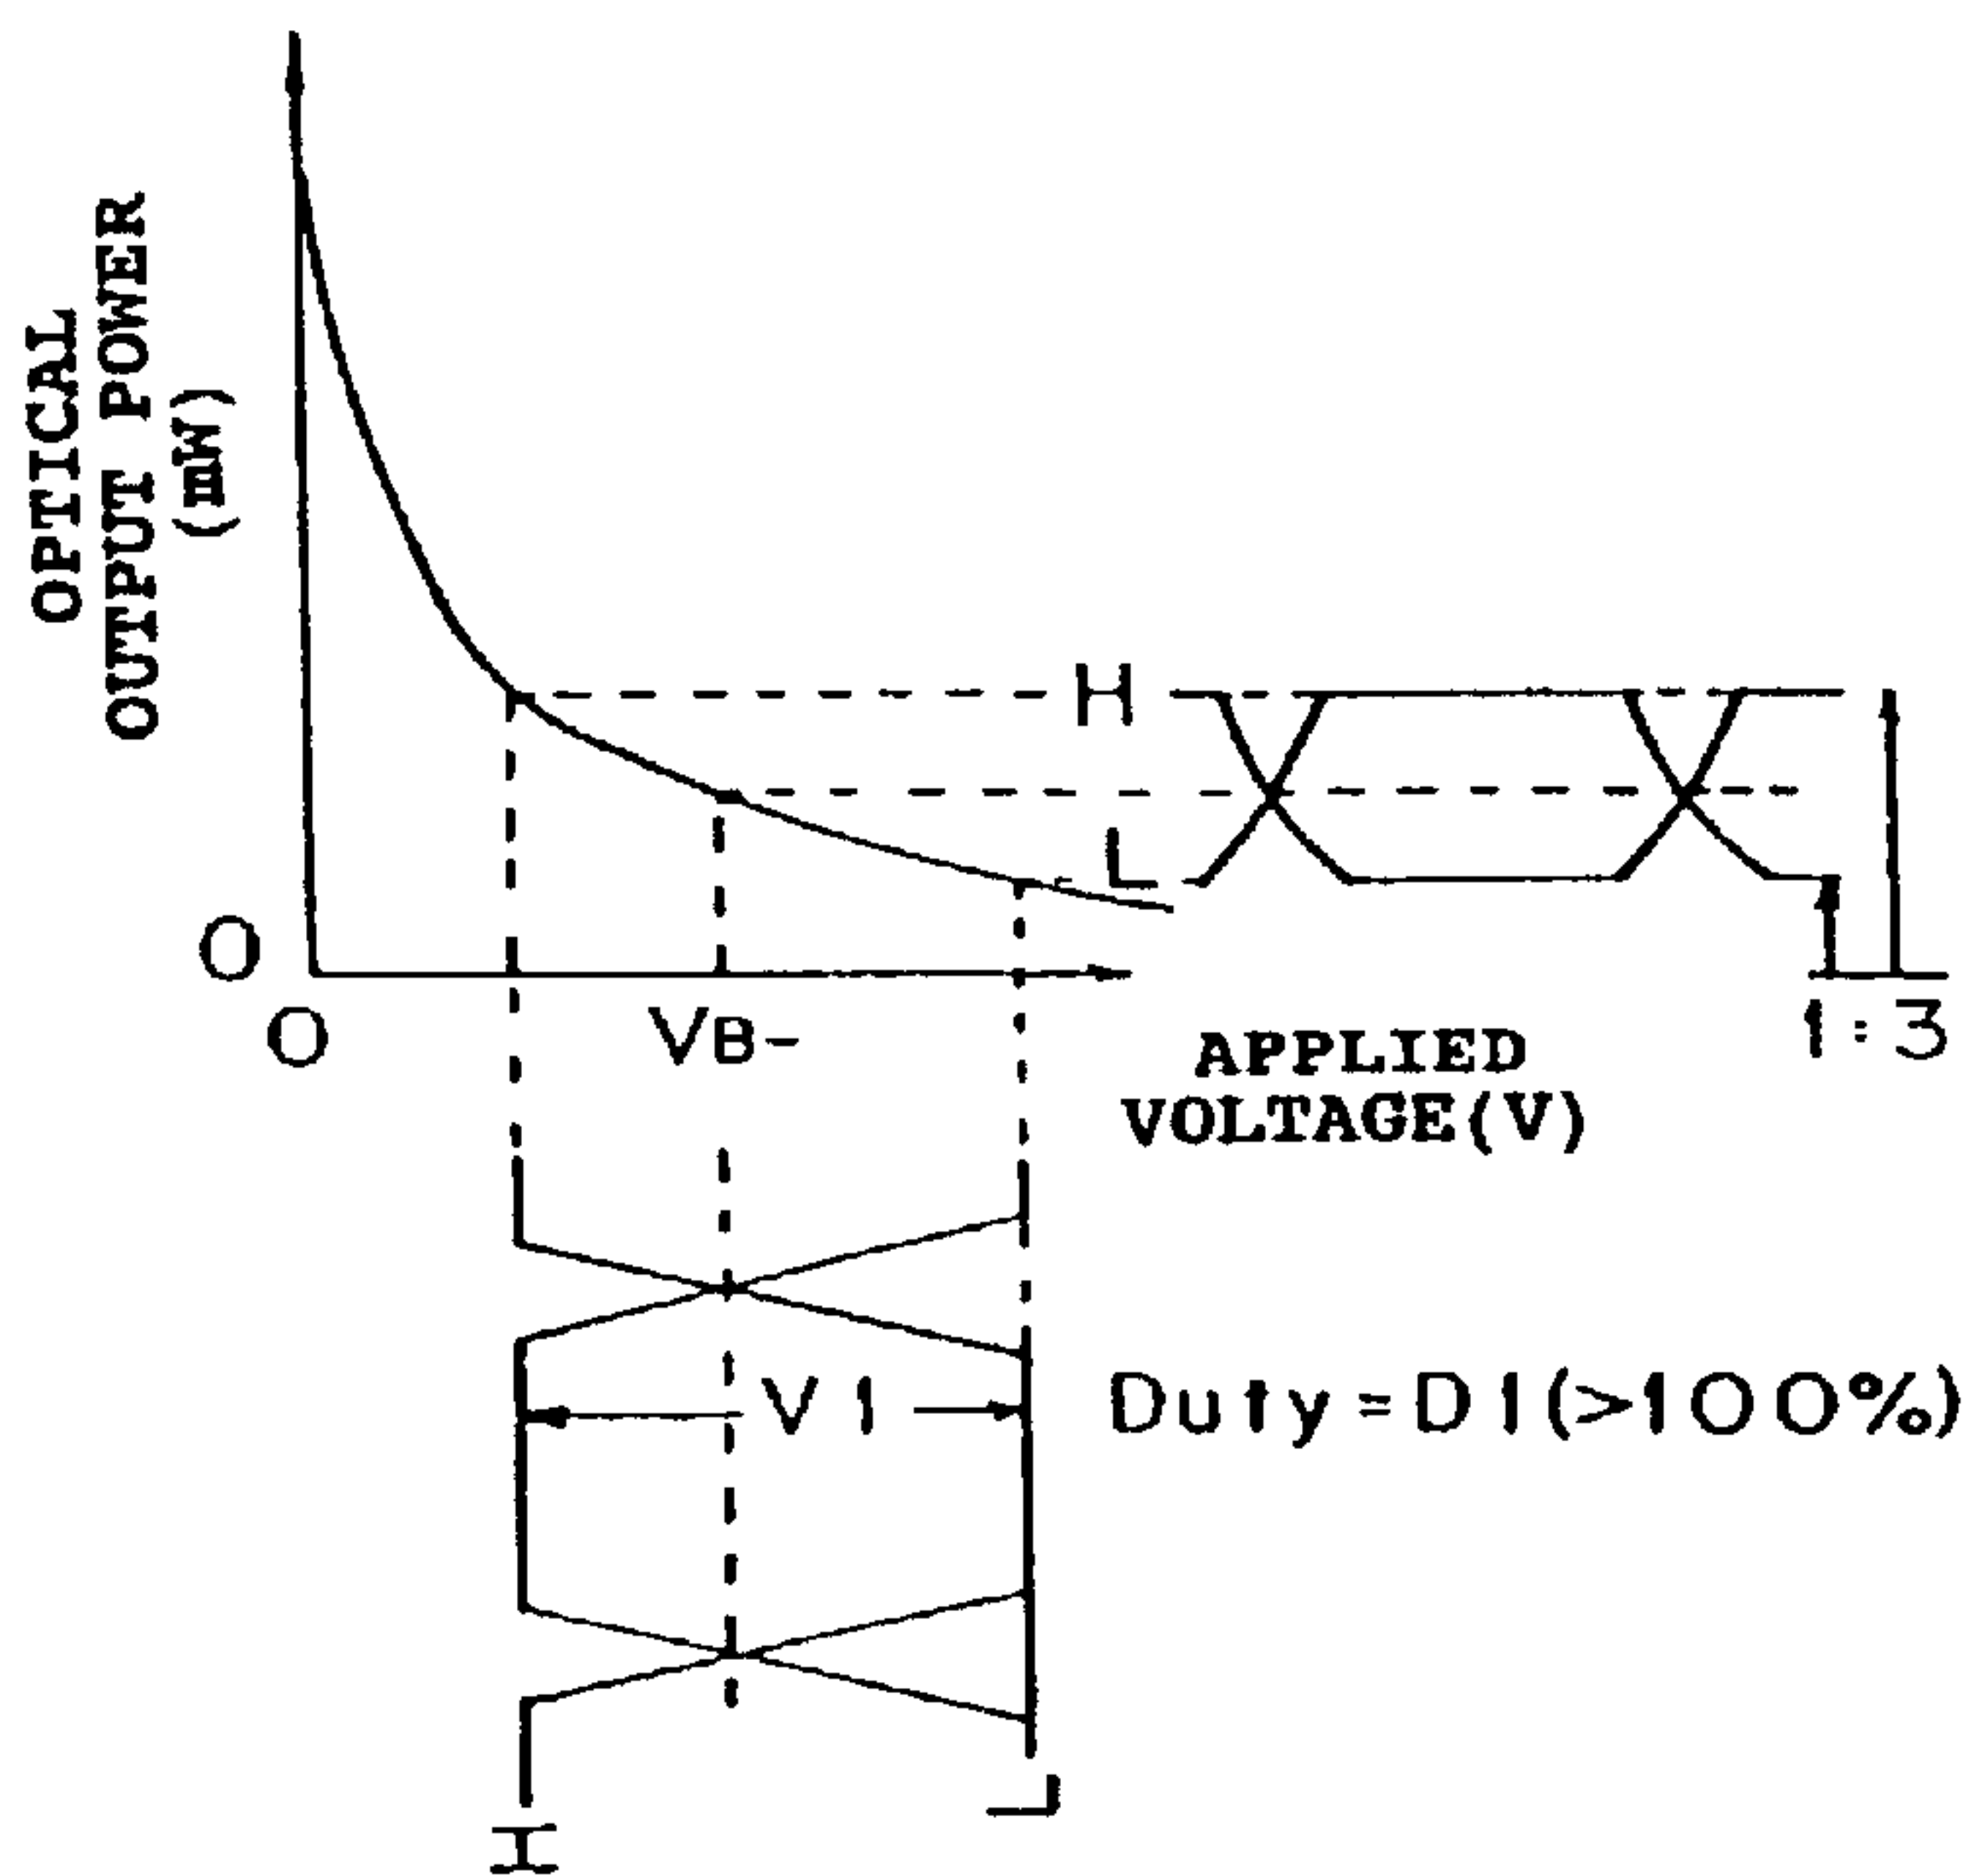 OPTICAL
OUTPUT POWER
(mW)
H
L
O
O
VB-
APPLIED
VOLTAGE(V)
1:3
V1
Duty=D1(>100%)
H
L